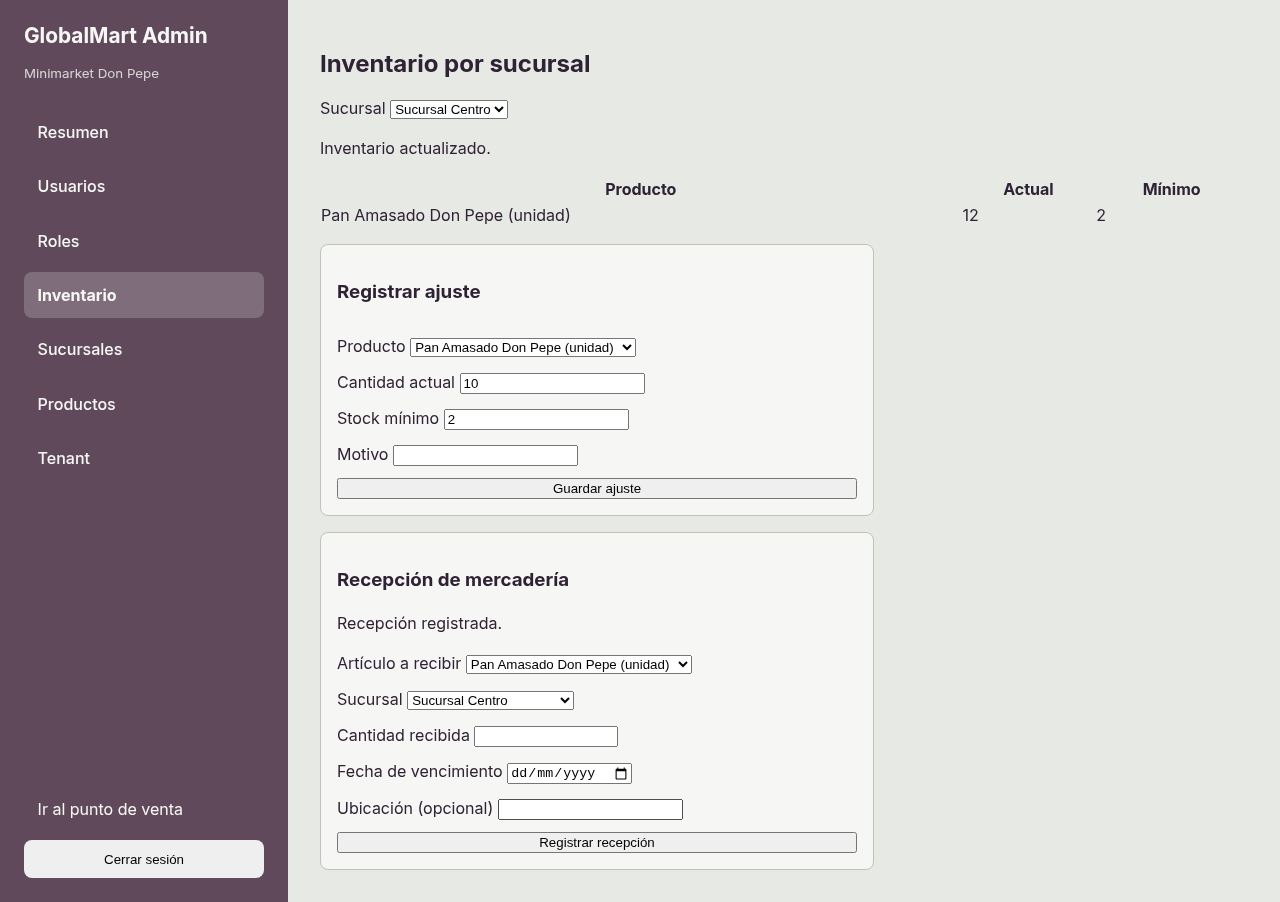 GlobalMart Admin
Minimarket Don Pepe
Resumen
Usuarios
Roles
Inventario
Sucursales
Productos
Tenant
Ir al punto de venta
Cerrar sesión
Inventario por sucursal
Sucursal Sucursal Centro
Inventario actualizado.
Producto Actual Mínimo
Pan Amasado Don Pepe (unidad) 12 2
Registrar ajuste
Producto Pan Amasado Don Pepe (unidad)
Cantidad actual 10
Stock mínimo 2
Motivo
Guardar ajuste
Recepción de mercadería
Recepción registrada.
Artículo a recibir Pan Amasado Don Pepe (unidad)
Sucursal Sucursal Centro
Cantidad recibida
Fecha de vencimiento dd/mm/yyyy
Ubicación (opcional)
Registrar recepción